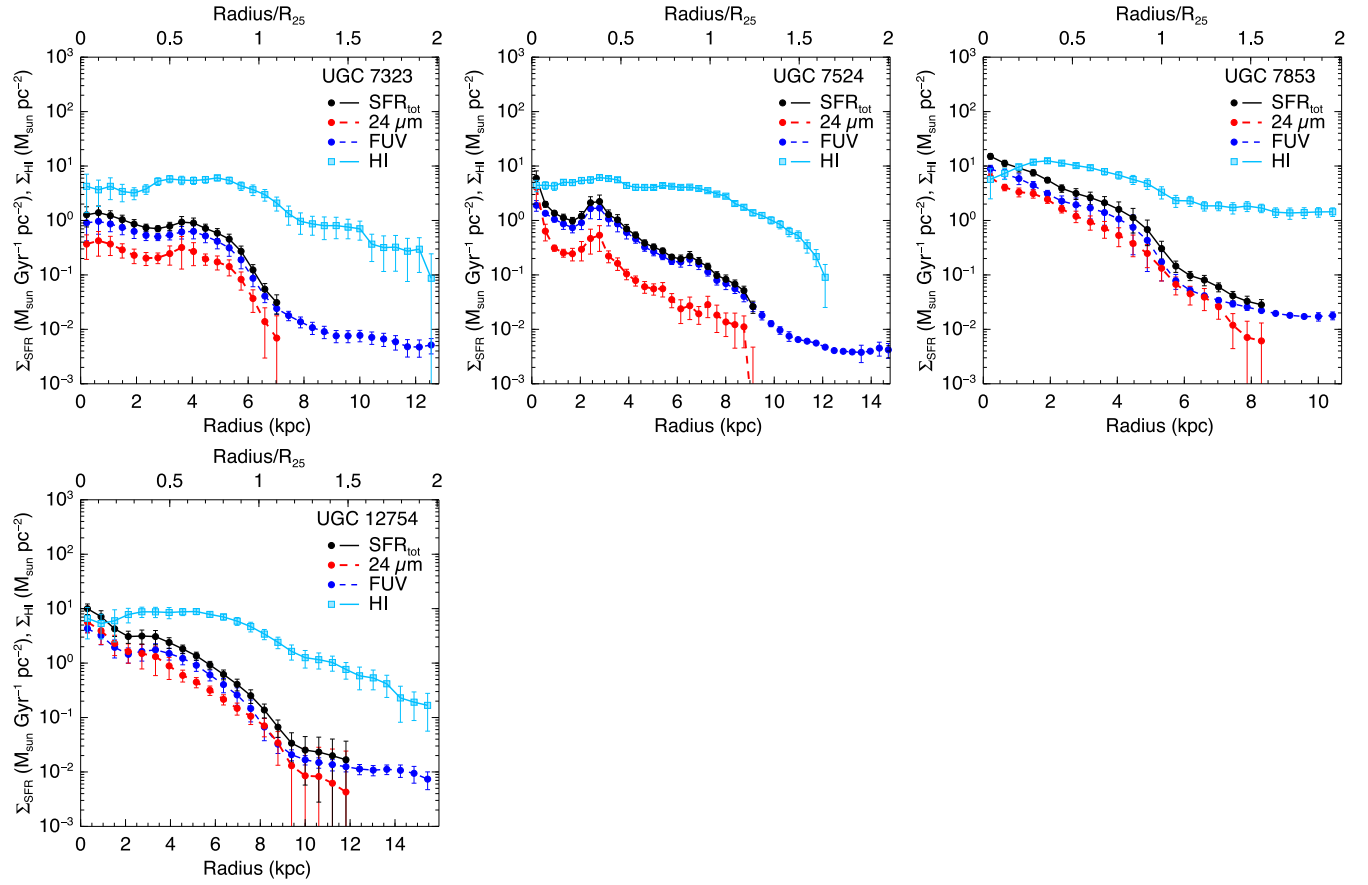 Radius/R25
0 0.5 1 1.5 2
10³
10²
10¹
10⁰
10⁻¹
10⁻²
10⁻³
ΣSFR (Msun Gyr⁻¹ pc⁻²), ΣHI (Msun pc⁻²)
UGC 7323
SFRtot
24 μm
FUV
HI
0 2 4 6 8 10 12
Radius (kpc)
Radius/R25
0 0.5 1 1.5 2
10³
10²
10¹
10⁰
10⁻¹
10⁻²
10⁻³
ΣSFR (Msun Gyr⁻¹ pc⁻²), ΣHI (Msun pc⁻²)
UGC 7524
SFRtot
24 μm
FUV
HI
0 2 4 6 8 10 12 14
Radius (kpc)
Radius/R25
0 0.5 1 1.5 2
10³
10²
10¹
10⁰
10⁻¹
10⁻²
10⁻³
ΣSFR (Msun Gyr⁻¹ pc⁻²), ΣHI (Msun pc⁻²)
UGC 7853
SFRtot
24 μm
FUV
HI
0 2 4 6 8 10
Radius (kpc)
Radius/R25
0 0.5 1 1.5 2
10³
10²
10¹
10⁰
10⁻¹
10⁻²
10⁻³
ΣSFR (Msun Gyr⁻¹ pc⁻²), ΣHI (Msun pc⁻²)
UGC 12754
SFRtot
24 μm
FUV
HI
0 2 4 6 8 10 12 14
Radius (kpc)